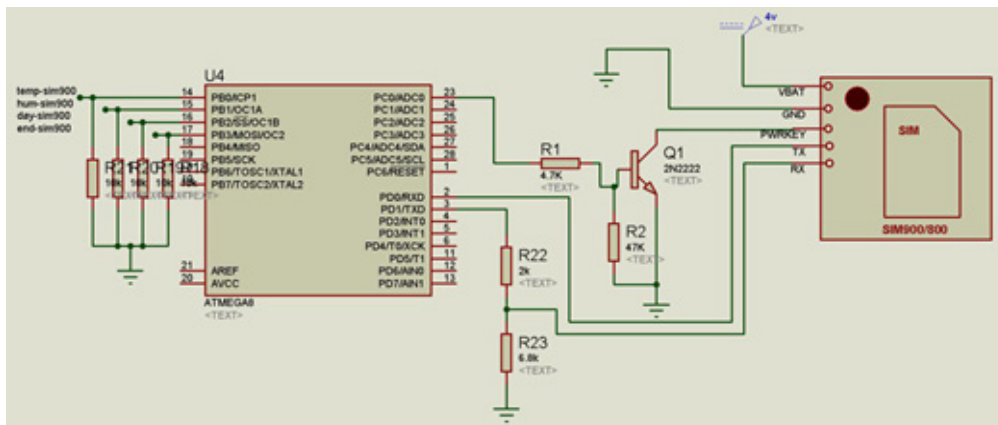 4v
<TEXT>
U4
temp-sim900
hum-sim900
day-sim900
end-sim900
14
15
16
17
18
19
PB0/ICP1
PB1/OC1A
PB2/SS/OC1B
PB3/MOSI/OC2
PB4/MISO
PB5/SCK
PB6/TOSC1/XTAL1
PB7/TOSC2/XTAL2
21
20
AREF
AVCC
PC0/ADC0
PC1/ADC1
PC2/ADC2
PC3/ADC3
PC4/ADC4/SDA
PC5/ADC5/SCL
PC6/RESET
23
24
25
26
27
28
1
PD0/RXD
PD1/TXD
PD2/INT0
PD3/INT1
PD4/T0/XCK
PD5/T1
PD6/AIN0
PD7/AIN1
2
3
4
5
6
11
12
13
ATMEGA8
<TEXT>
10k
10k
10k
10k
R1
4.7K
<TEXT>
Q1
2N2222
<TEXT>
R2
47K
<TEXT>
R22
2k
<TEXT>
R23
6.8k
<TEXT>
VBAT
GND
PWRKEY
TX
RX
SIM
SIM900/800